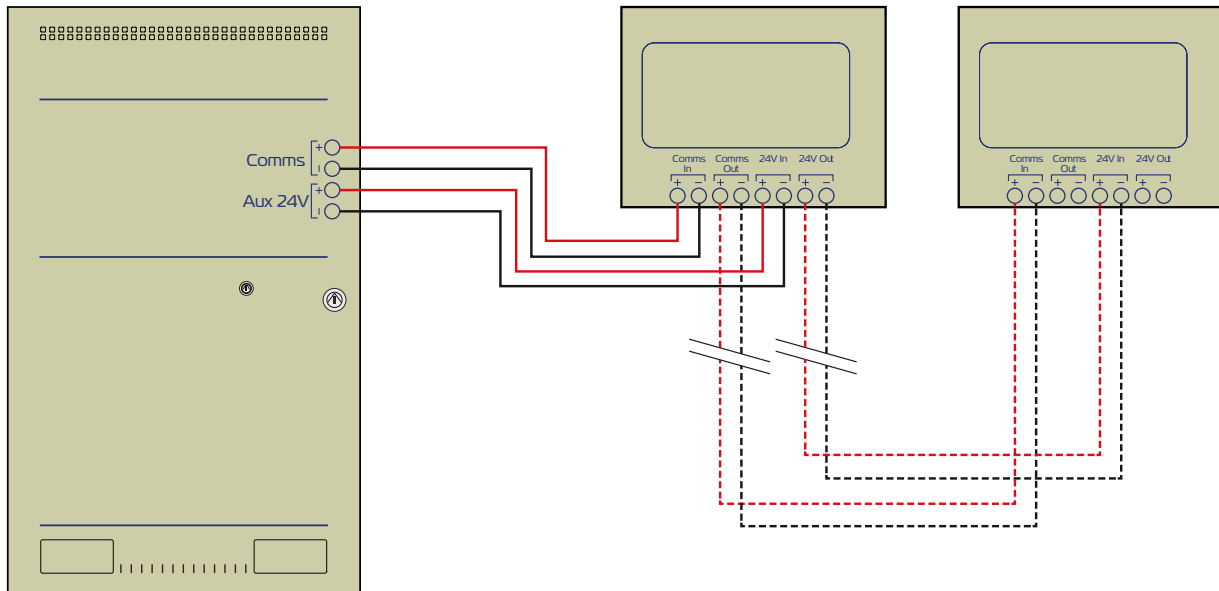 Comms
+
–
Aux 24V
+
–
Comms In
Comms Out
24V In
24V Out
+ – + – + – + –
Comms In
Comms Out
24V In
24V Out
+ – + – + – + –